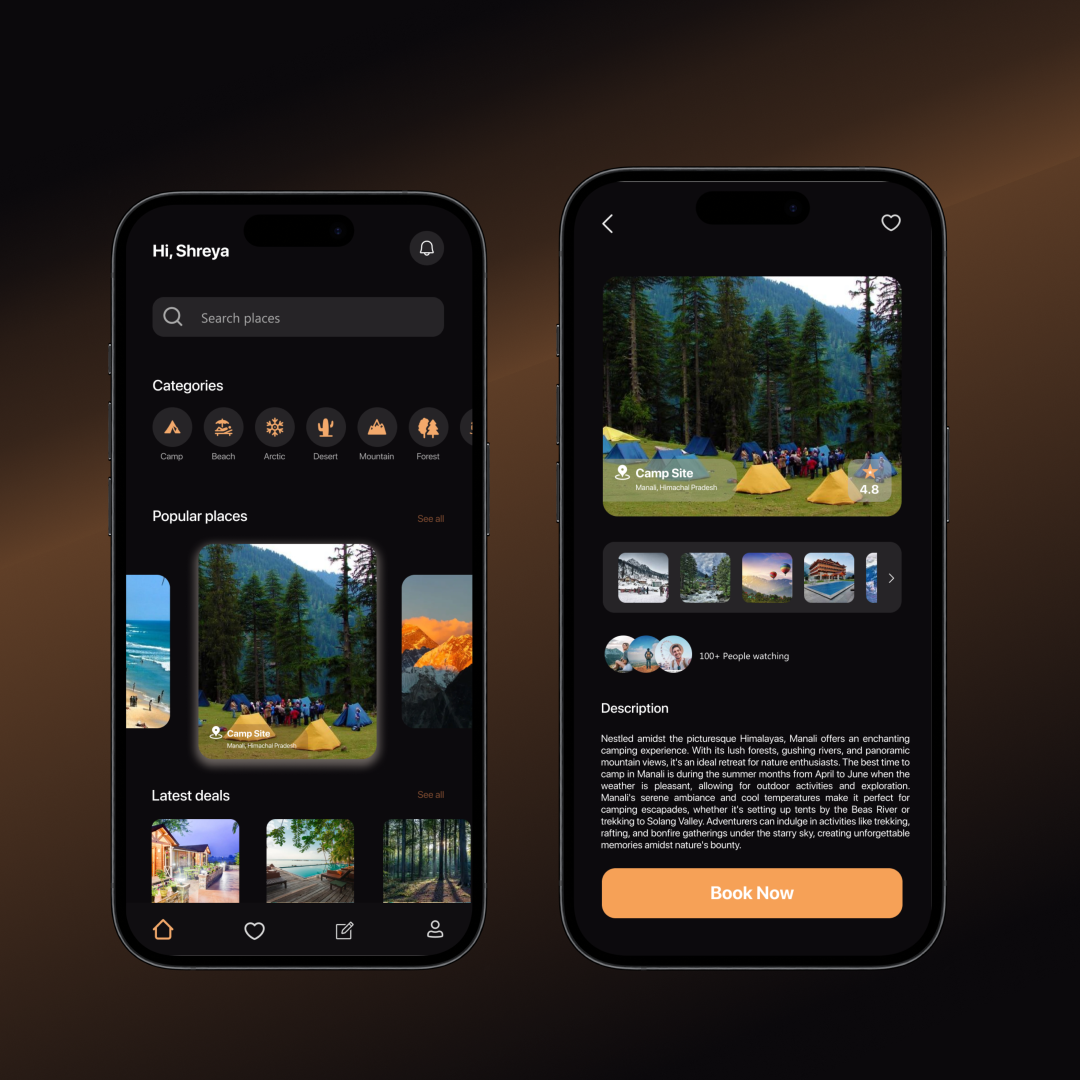 Hi, Shreya
Search places
Categories
Camp
Beach
Arctic
Desert
Mountain
Forest
Popular places
See all
Camp Site
Manali, Himachal Pradesh
Latest deals
See all
Camp Site
Manali, Himachal Pradesh
4.8
100+ People watching
Description
Nestled amidst the picturesque Himalayas, Manali offers an enchanting
camping experience. With its lush forests, gushing rivers, and panoramic
mountain views, it's an ideal retreat for nature enthusiasts. The best time to
camp in Manali is during the summer months from April to June when the
weather is pleasant, allowing for outdoor activities and exploration.
Manali's serene ambiance and cool temperatures make it perfect for
camping escapades, whether it's setting up tents by the Beas River or
trekking to Solang Valley. Adventurers can indulge in activities like trekking,
rafting, and bonfire gatherings under the starry sky, creating unforgettable
memories amidst nature's bounty.
Book Now